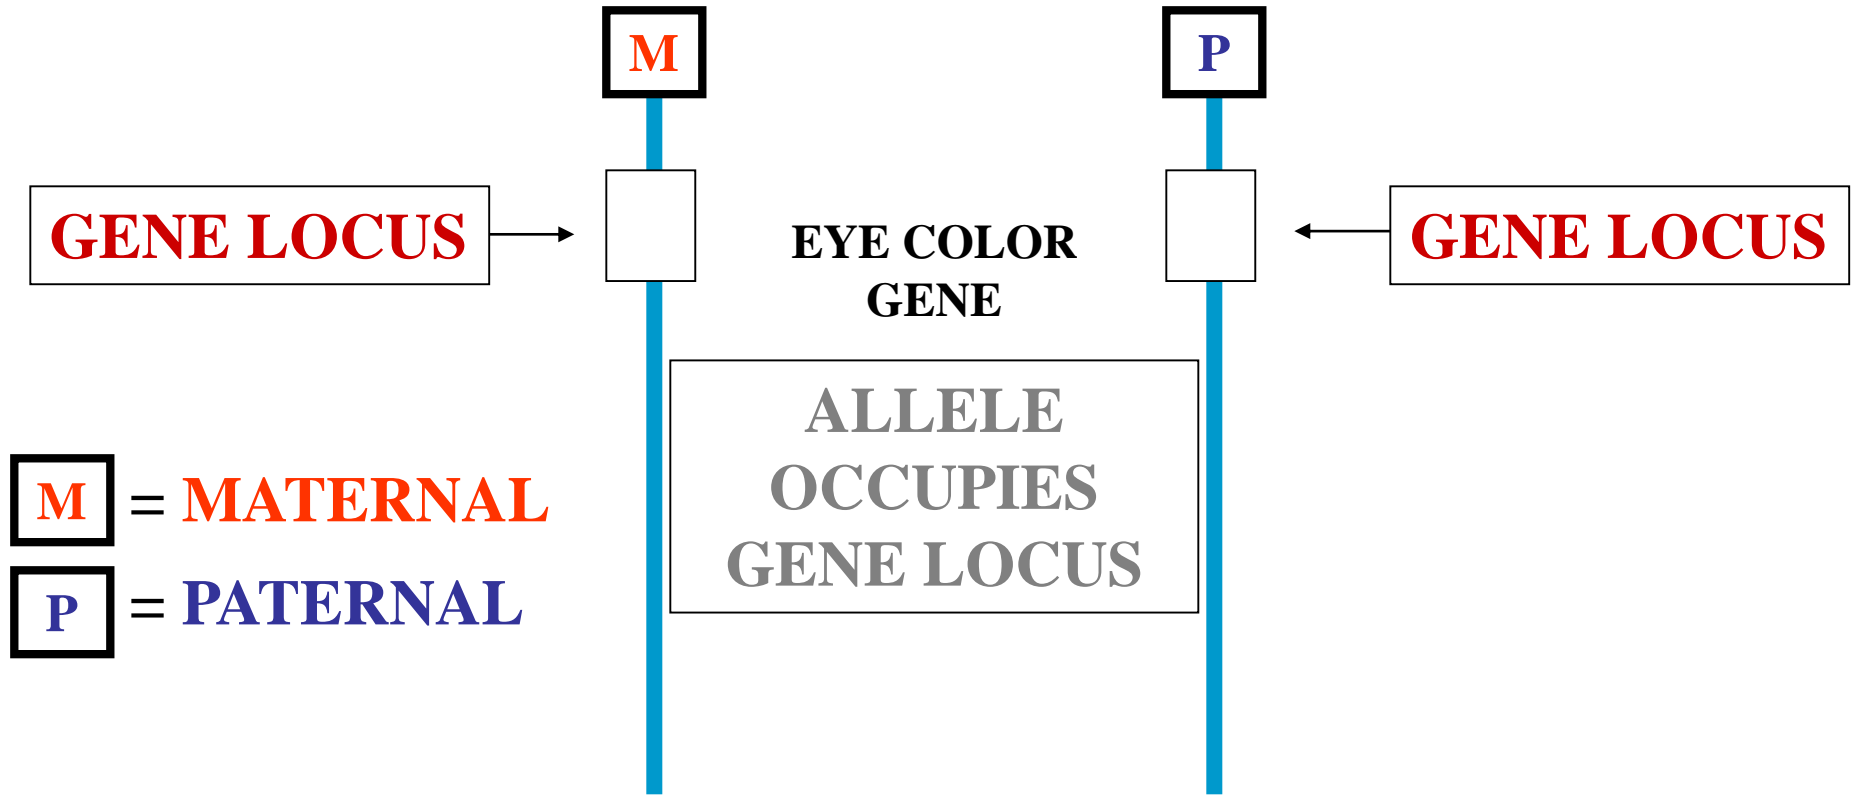 M
P
GENE LOCUS
EYE COLOR
GENE
GENE LOCUS
ALLELE
OCCUPIES
GENE LOCUS
M = MATERNAL
P = PATERNAL